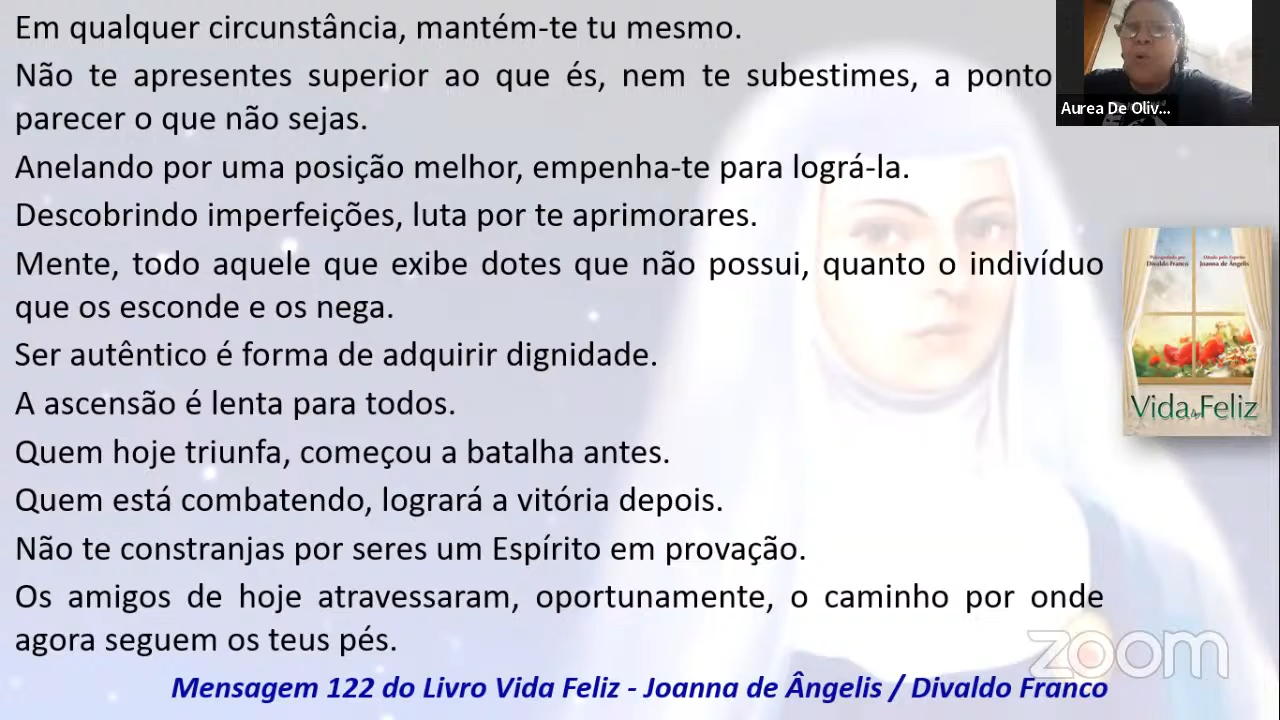 Em qualquer circunstância, mantém-te tu mesmo.
Não te apresentes superior ao que és, nem te subestimes, a ponto
parecer o que não sejas.
Anelando por uma posição melhor, empenha-te para lográ-la.
Descobrindo imperfeições, luta por te aprimorares.
Mente, todo aquele que exibe dotes que não possui, quanto o indivíduo
que os esconde e os nega.
Ser autêntico é forma de adquirir dignidade.
A ascensão é lenta para todos.
Quem hoje triunfa, começou a batalha antes.
Quem está combatendo, logrará a vitória depois.
Não te constranjas por seres um Espírito em provação.
Os amigos de hoje atravessaram, oportunamente, o caminho por onde
agora seguem os teus pés.
Mensagem 122 do Livro Vida Feliz - Joanna de Ângelis / Divaldo Franco
Aurea De Oliv...
Divaldo Franco
Joanna de Ângelis
Vida Feliz
zoom